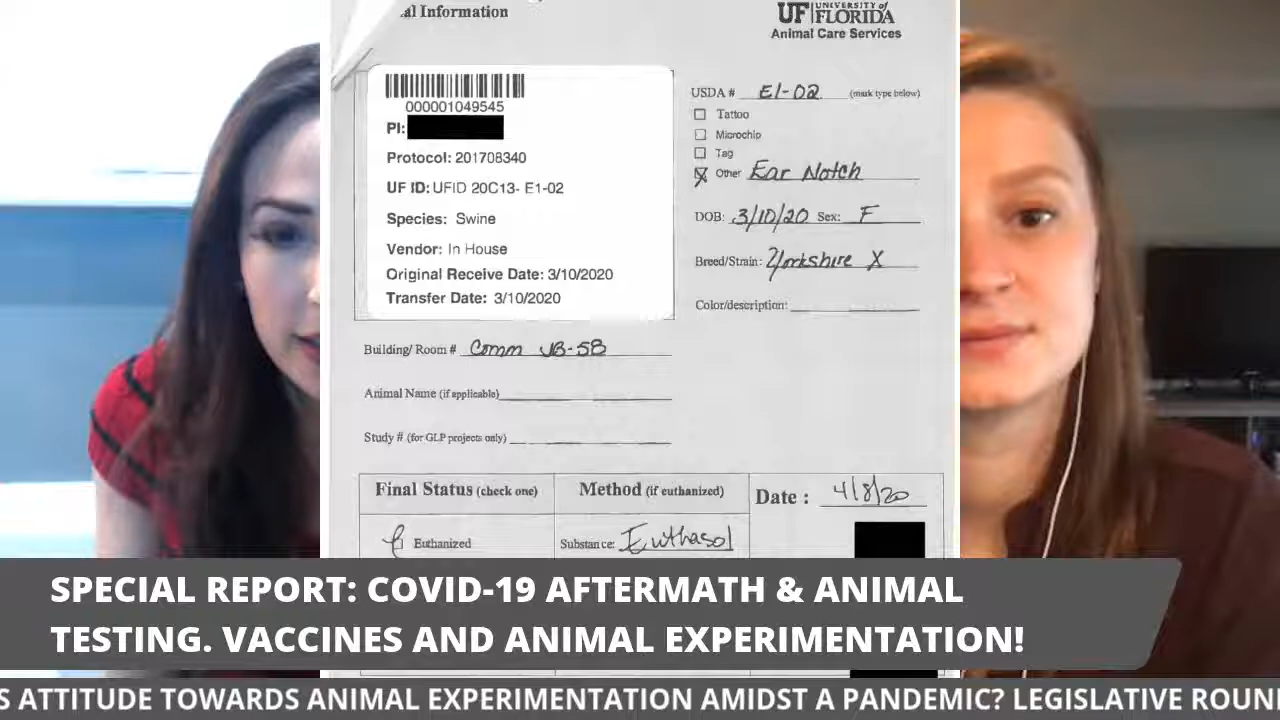 al Information
UF UNIVERSITY of
FLORIDA
Animal Care Services
000001049545
PI:
Protocol: 201708340
UF ID: UFID 20C13- E1-02
Species: Swine
Vendor: In House
Original Receive Date: 3/10/2020
Transfer Date: 3/10/2020
USDA # E1-02 (mark type below)
Tattoo
Microchip
Tag
Other Ear Notch
DOB: 3/10/20 Sex: F
Breed/Strain: Yorkshire X
Color/description:
Building/ Room # Comm JB-5B
Animal Name (if applicable)
Study # (for GLP projects only)
Final Status (check one)
Method (if euthanized)
Date : 4/8/20
Euthanized
Substance: Euthasol
SPECIAL REPORT: COVID-19 AFTERMATH & ANIMAL
TESTING. VACCINES AND ANIMAL EXPERIMENTATION!
S ATTITUDE TOWARDS ANIMAL EXPERIMENTATION AMIDST A PANDEMIC? LEGISLATIVE ROUN